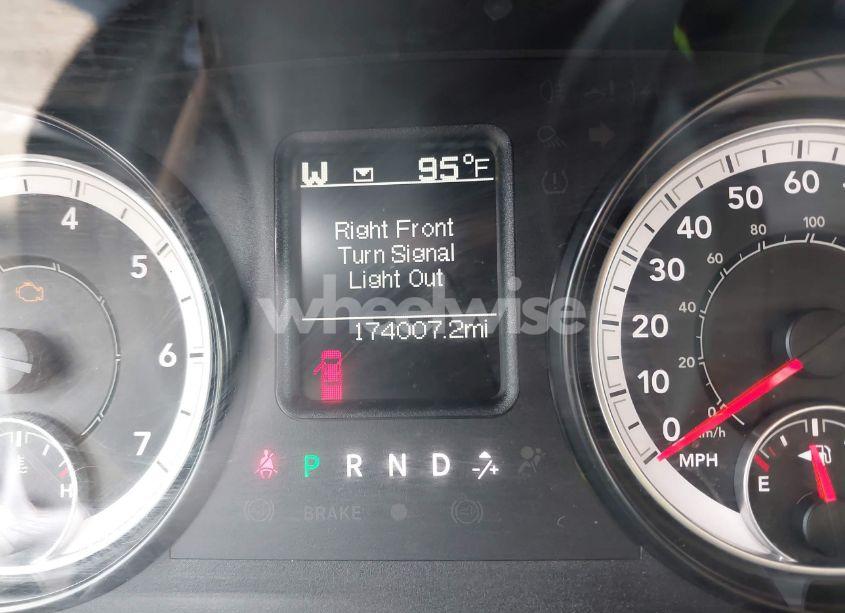 W 95°F
Right Front
Turn Signal
Light Out
wheelwise
174007.2mi
P R N D -/+
BRAKE
4
5
6
7
H
0
10
20
30
40
50
60
0
20
40
60
80
100
km/h
MPH
E